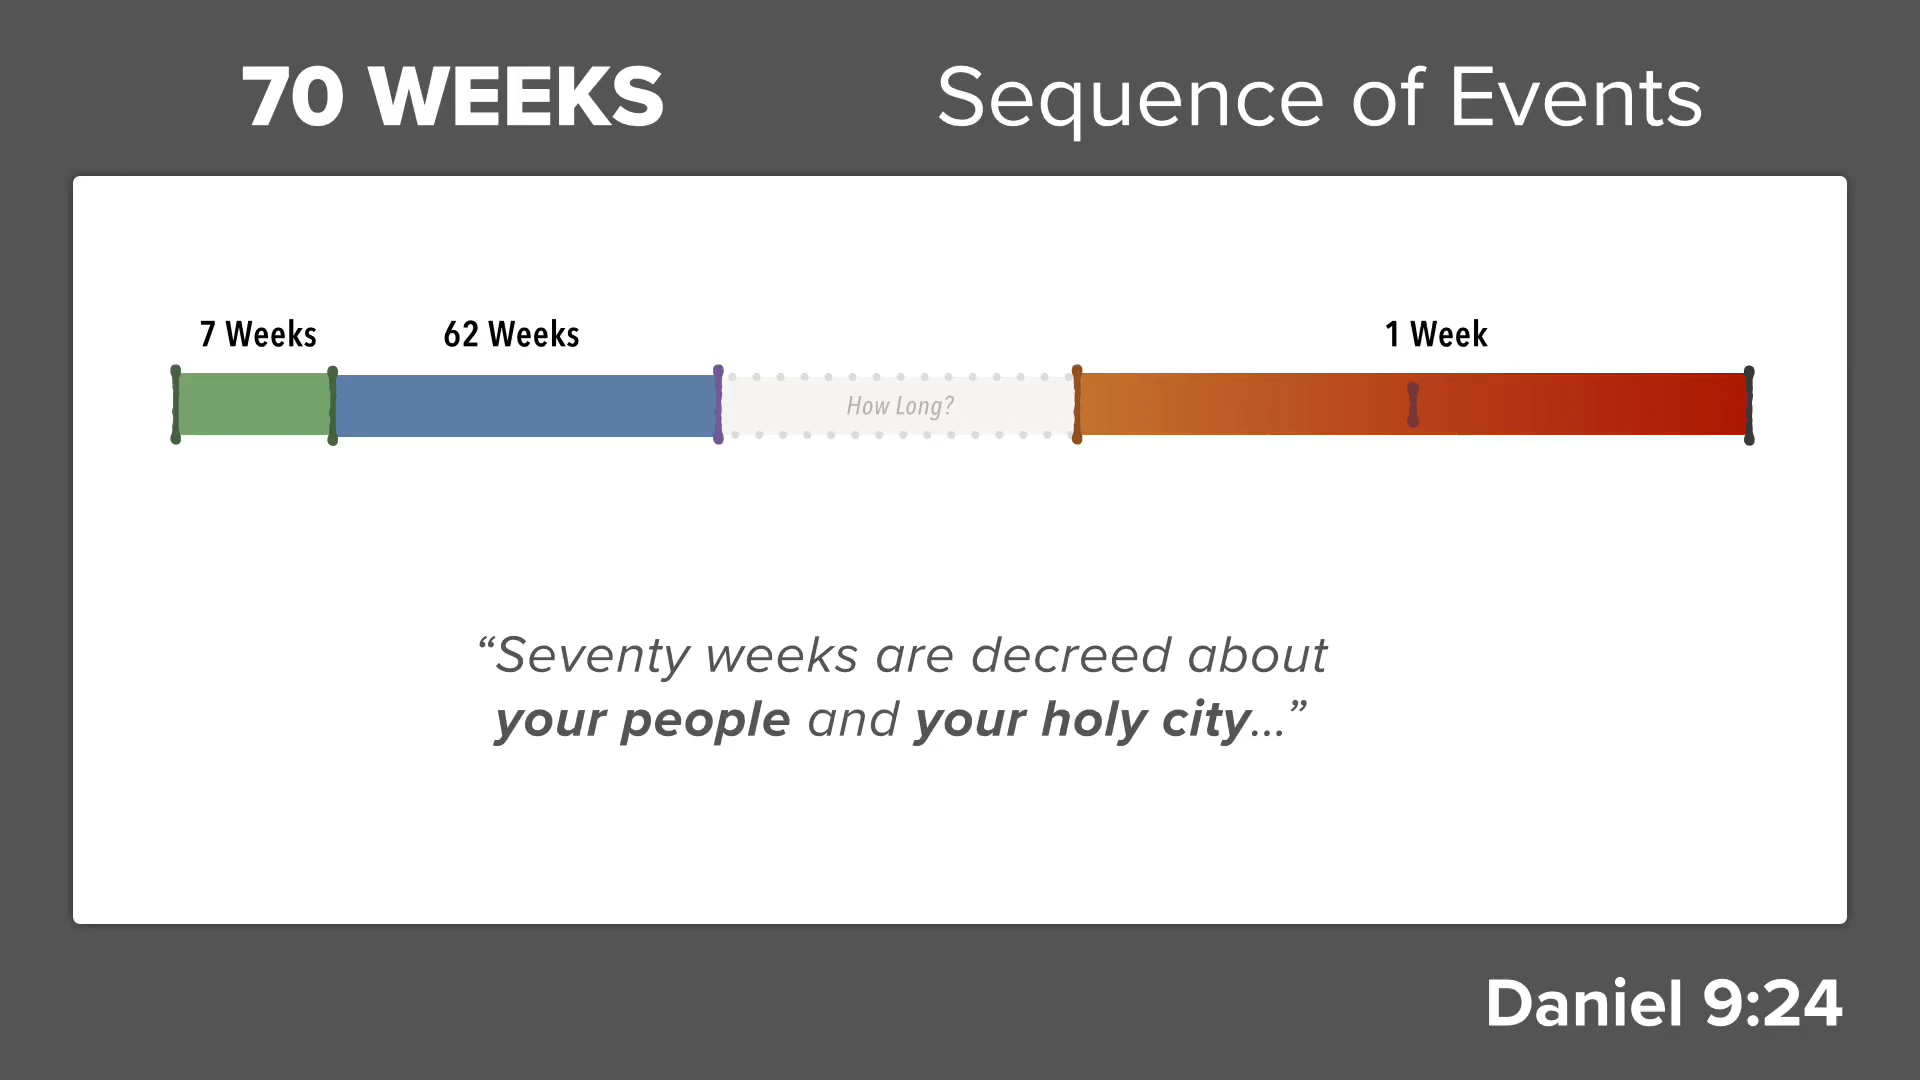 70 WEEKS
Sequence of Events
7 Weeks
62 Weeks
1 Week
How Long?
“Seventy weeks are decreed about
your people and your holy city...”
Daniel 9:24